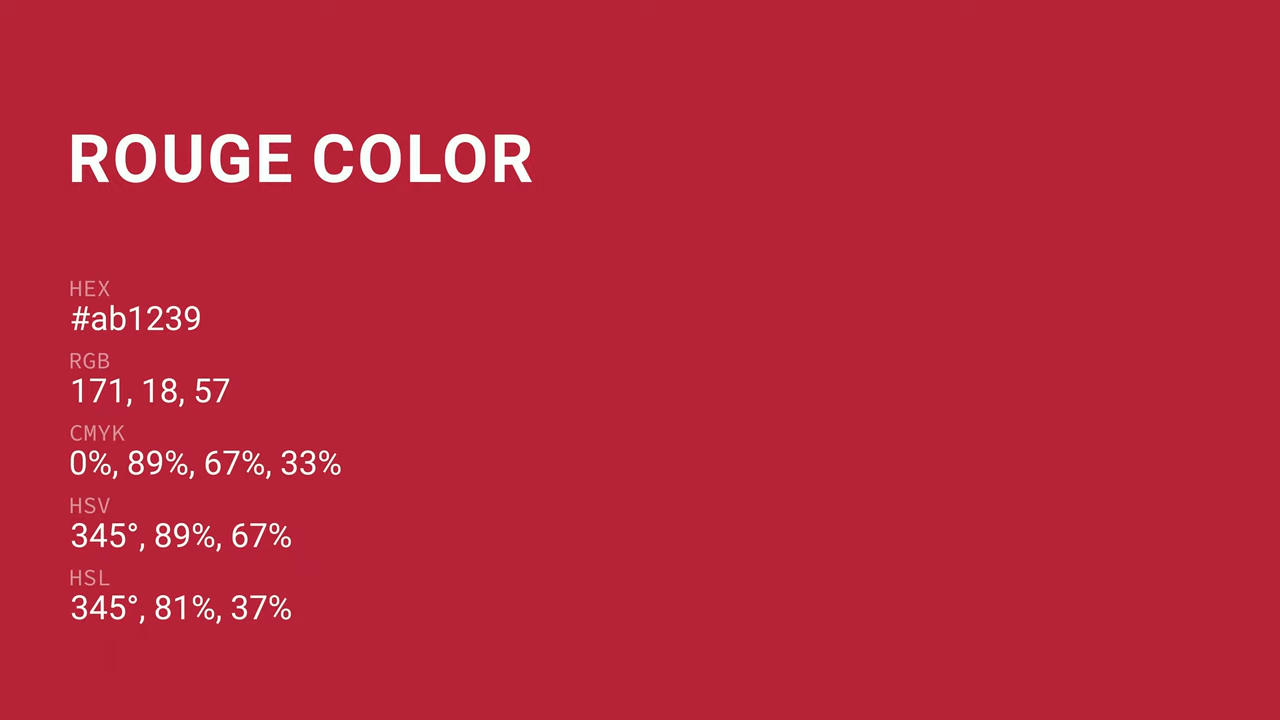 ROUGE COLOR
HEX
#ab1239
RGB
171, 18, 57
CMYK
0%, 89%, 67%, 33%
HSV
345°, 89%, 67%
HSL
345°, 81%, 37%